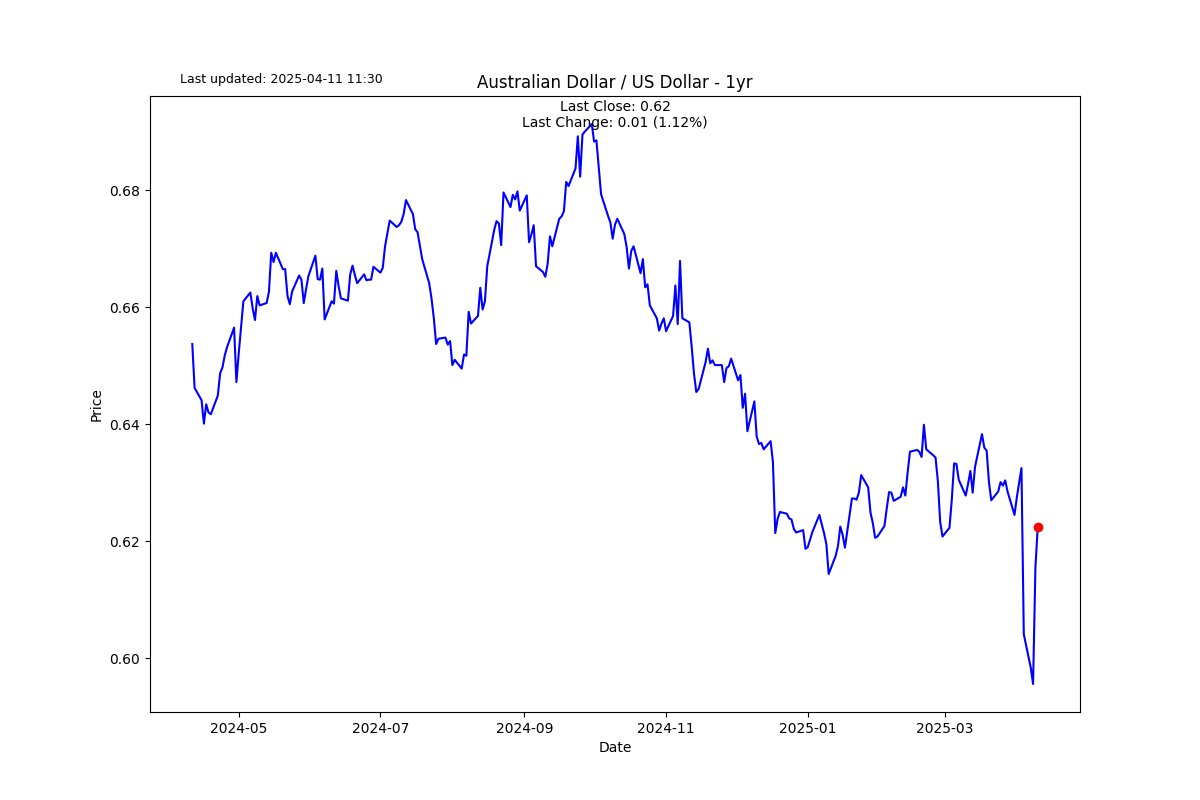 Last updated: 2025-04-11 11:30
Australian Dollar / US Dollar - 1yr
Last Close: 0.62
Last Change: 0.01 (1.12%)
0.68
0.66
0.64
0.62
0.60
Price
2024-05
2024-07
2024-09
2024-11
2025-01
2025-03
Date